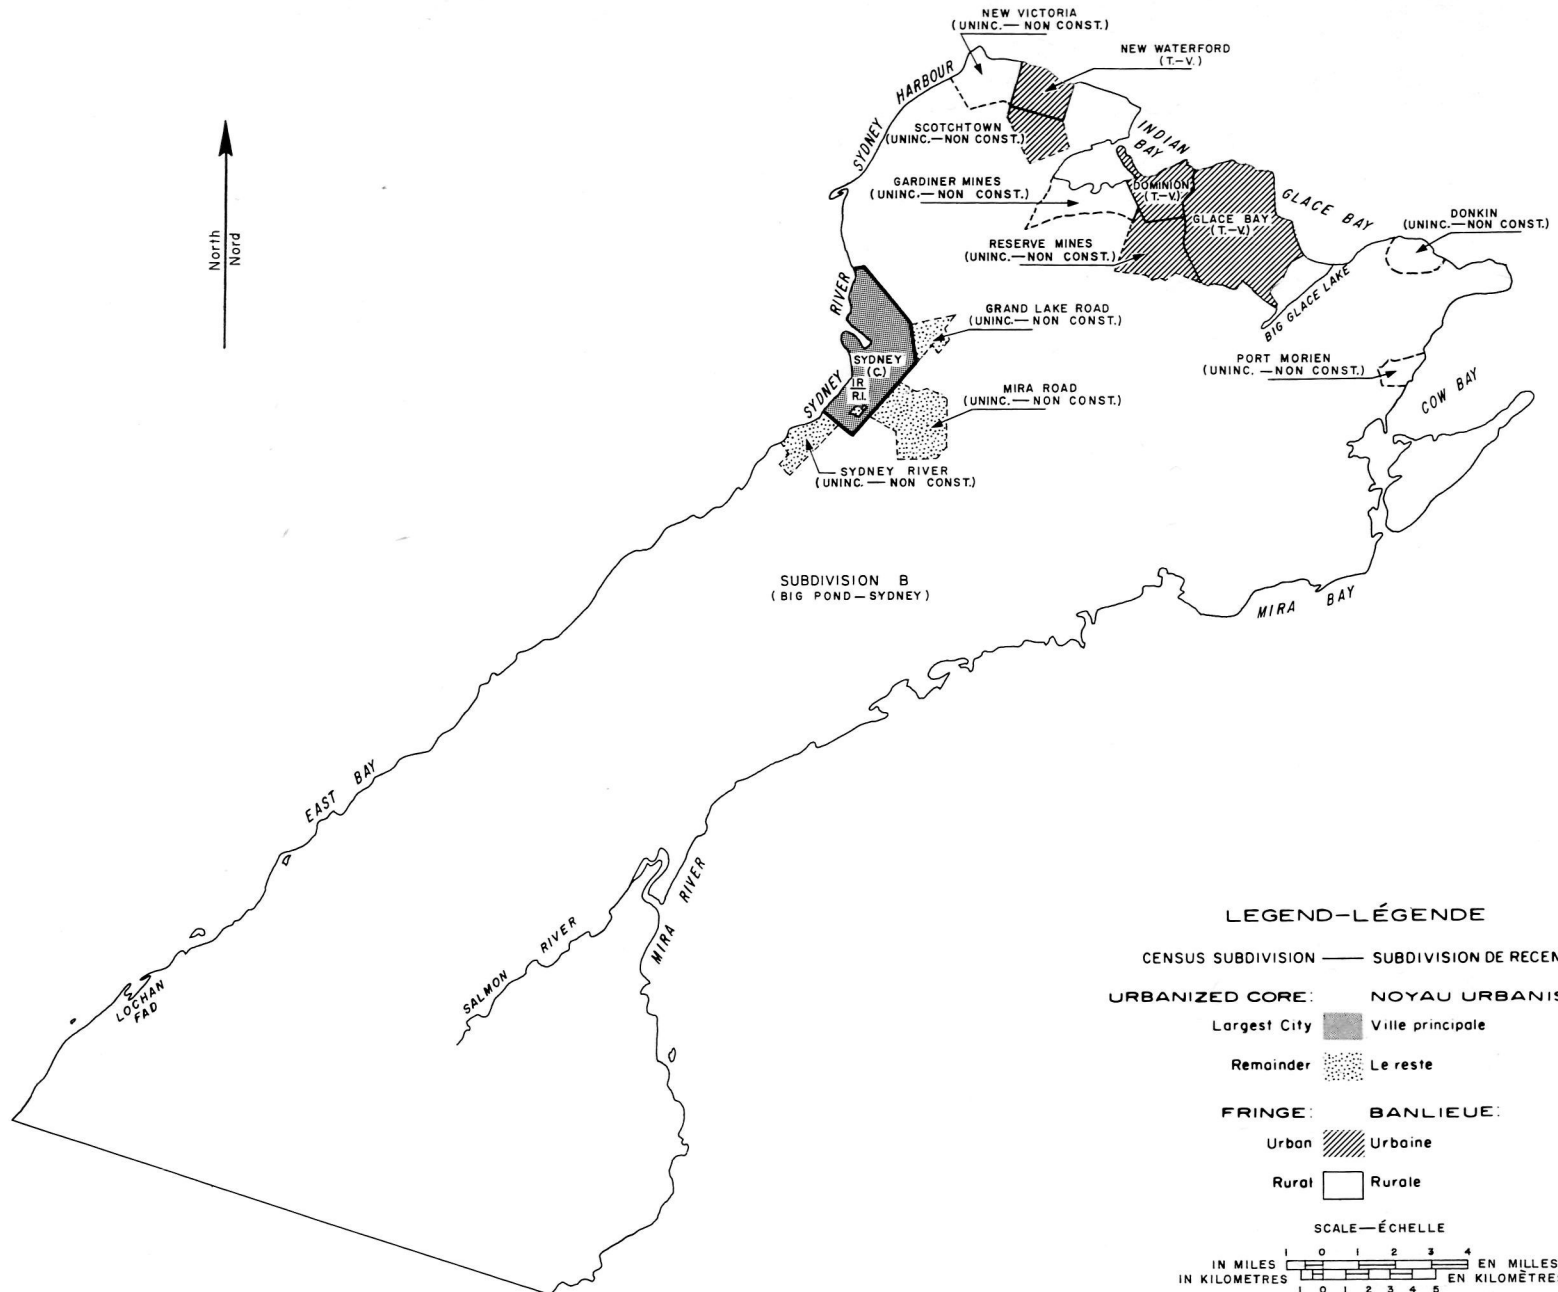 NEW VICTORIA
(UNINC.— NON CONST.)
NEW WATERFORD
(T.–V.)
SYDNEY HARBOUR
SCOTCHTOWN
(UNINC.—NON CONST.)
INDIAN
BAY
GARDINER MINES
(UNINC.—NON CONST.)
DOMINION
(T.–V.)
GLACE BAY
(T.–V.)
GLACE BAY
DONKIN
(UNINC.—NON CONST.)
RESERVE MINES
(UNINC.—NON CONST.)
North
Nord
BIG GLACE LAKE
GRAND LAKE ROAD
(UNINC.— NON CONST.)
SYDNEY RIVER
SYDNEY
(C.)
I.R
R.I.
PORT MORIEN
(UNINC. — NON CONST.)
MIRA ROAD
(UNINC.— NON CONST.)
COW BAY
SYDNEY RIVER
(UNINC. — NON CONST.)
SUBDIVISION B
(BIG POND—SYDNEY)
MIRA BAY
EAST BAY
MIRA RIVER
SALMON RIVER
LOCHAN
FAD
LEGEND–LÉGENDE
CENSUS SUBDIVISION —— SUBDIVISION DE RECEN
URBANIZED CORE: NOYAU URBANIS
Largest City Ville principale
Remainder Le reste
FRINGE: BANLIEUE:
Urban Urbaine
Rural Rurale
SCALE—ÉCHELLE
1 0 1 2 3 4
IN MILES EN MILLES
IN KILOMETRES EN KILOMÈTRES
1 0 1 2 3 4 5